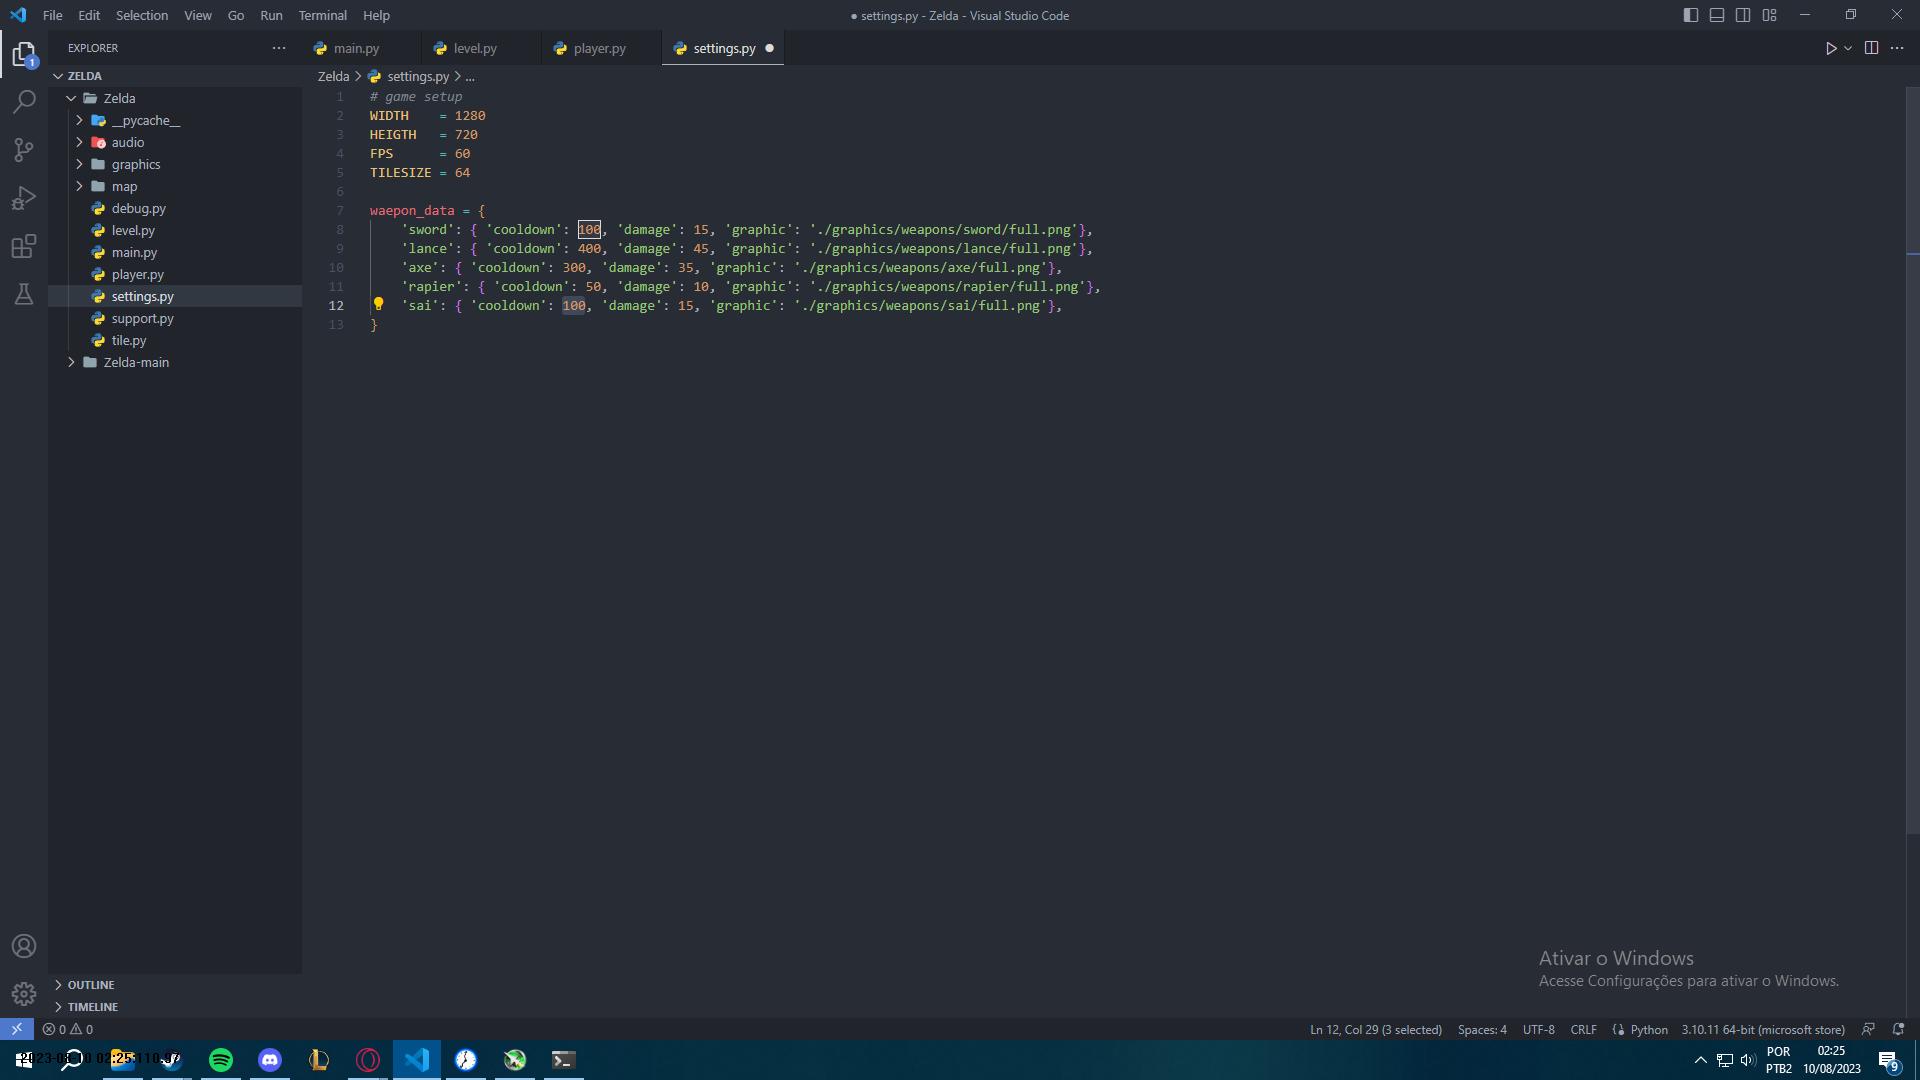 File Edit Selection View Go Run Terminal Help
● settings.py - Zelda - Visual Studio Code
EXPLORER
main.py
level.py
player.py
settings.py
1
ZELDA
Zelda > settings.py > ...
Zelda
__pycache__
audio
graphics
map
debug.py
level.py
main.py
player.py
settings.py
support.py
tile.py
Zelda-main
1 # game setup
2 WIDTH = 1280
3 HEIGTH = 720
4 FPS = 60
5 TILESIZE = 64
6
7 waepon_data = {
8 'sword': { 'cooldown': 100, 'damage': 15, 'graphic': './graphics/weapons/sword/full.png'},
9 'lance': { 'cooldown': 400, 'damage': 45, 'graphic': './graphics/weapons/lance/full.png'},
10 'axe': { 'cooldown': 300, 'damage': 35, 'graphic': './graphics/weapons/axe/full.png'},
11 'rapier': { 'cooldown': 50, 'damage': 10, 'graphic': './graphics/weapons/rapier/full.png'},
12 'sai': { 'cooldown': 100, 'damage': 15, 'graphic': './graphics/weapons/sai/full.png'},
13 }
Ativar o Windows
Acesse Configurações para ativar o Windows.
OUTLINE
TIMELINE
0 0
Ln 12, Col 29 (3 selected) Spaces: 4 UTF-8 CRLF Python 3.10.11 64-bit (microsoft store)
POR
PTB2
02:25
10/08/2023
9